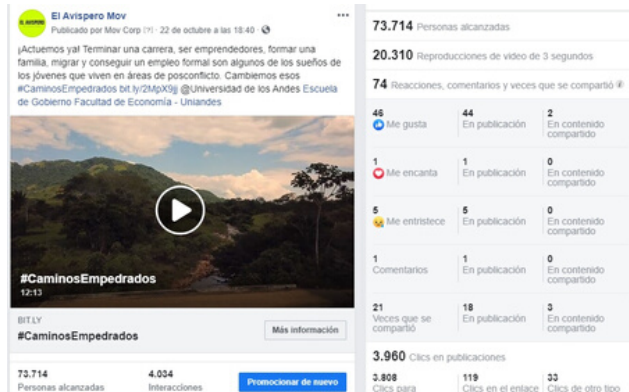 EL AVISPERO
El Avispero Mov
Publicado por Mov Corp [?] · 22 de octubre a las 18:40 ·
¡Actuemos ya! Terminar una carrera, ser emprendedores, formar una
familia, migrar y conseguir un empleo formal son algunos de los sueños de
los jóvenes que viven en áreas de posconflicto. Cambiemos esos
#CaminosEmpedrados bit.ly/2MpX9jj @Universidad de los Andes Escuela
de Gobierno Facultad de Economía - Uniandes
#CaminosEmpedrados
12:13
BIT.LY
#CaminosEmpedrados
Más información
73.714
Personas alcanzadas
4.034
Interacciones
Promocionar de nuevo
73.714 Personas alcanzadas
20.310 Reproducciones de video de 3 segundos
74 Reacciones, comentarios y veces que se compartió
46
Me gusta
44
En publicación
2
En contenido
compartido
1
Me encanta
1
En publicación
0
En contenido
compartido
5
Me entristece
5
En publicación
0
En contenido
compartido
1
Comentarios
1
En publicación
0
En contenido
compartido
21
Veces que se
compartió
18
En publicación
3
En contenido
compartido
3.960 Clics en publicaciones
3.808
Clics para
119
Clics en el enlace
33
Clics de otro tipo